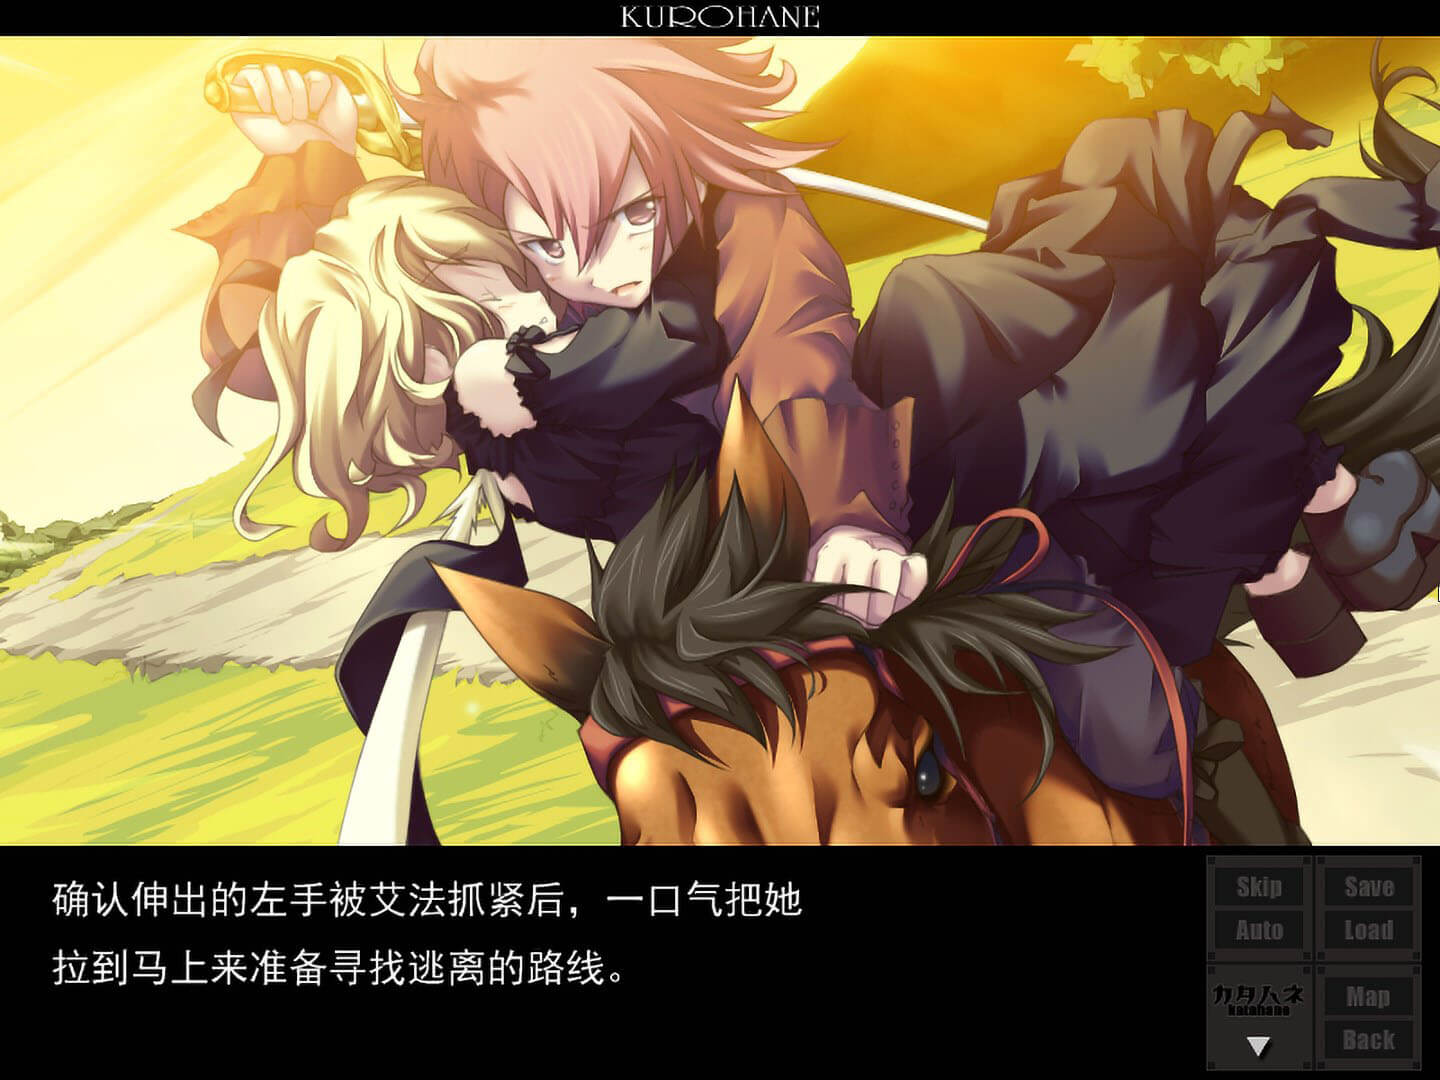 KUROHANE
确认伸出的左手被艾法抓紧后，一口气把她
拉到马上来准备寻找逃离的路线。
Skip
Save
Auto
Load
カタハネ
katahane
Map
Back